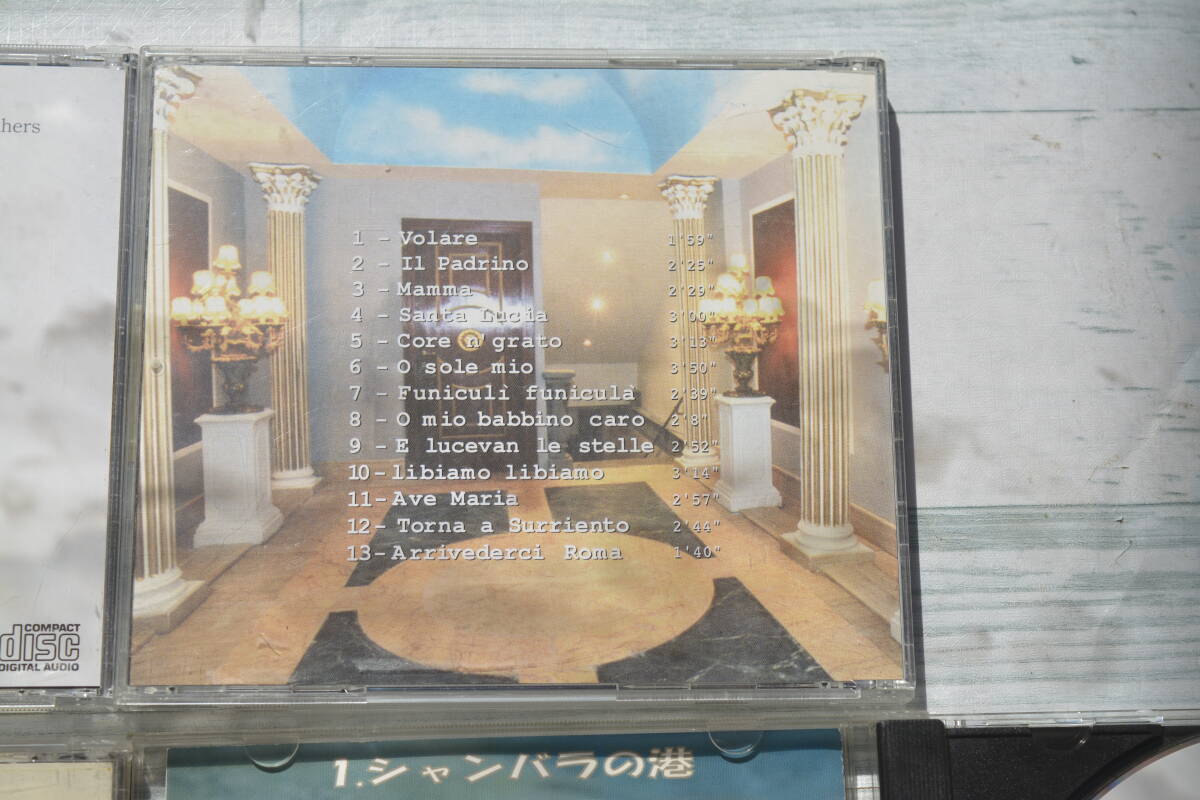 hers
1 - Volare 1'59"
2 - Il Padrino 2'25"
3 - Mamma 2'29"
4 - Santa Lucia 3'00"
5 - Core n'grato 3'13"
6 - O sole mio 3'50"
7 - Funiculì funiculà 2'39"
8 - O mio babbino caro 2'8"
9 - E lucevan le stelle 2'52"
10 - libiamo libiamo 3'14"
11 - Ave Maria 2'57"
12 - Torna a Surriento 2'44"
13 - Arrivederci Roma 1'40"
COMPACT
disc
DIGITAL AUDIO
1.シャンバラの港